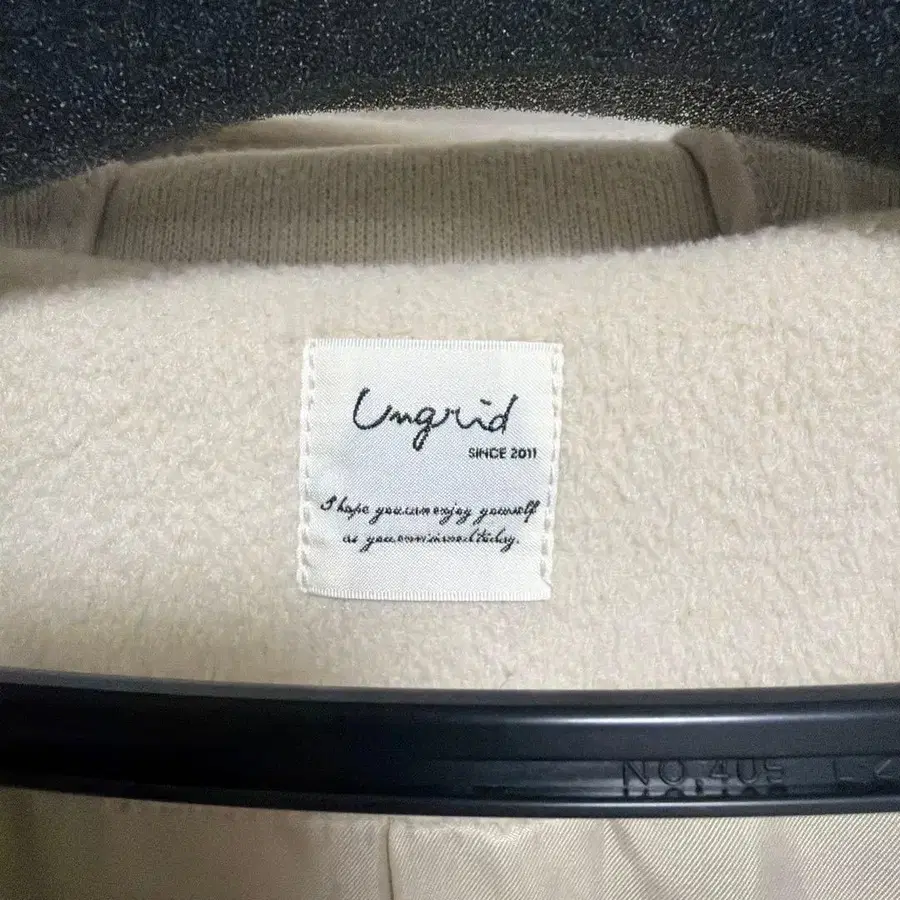 Ungrid
SINCE 2011
I hope you can enjoy yourself
as you envisioned today.
NO.405 L